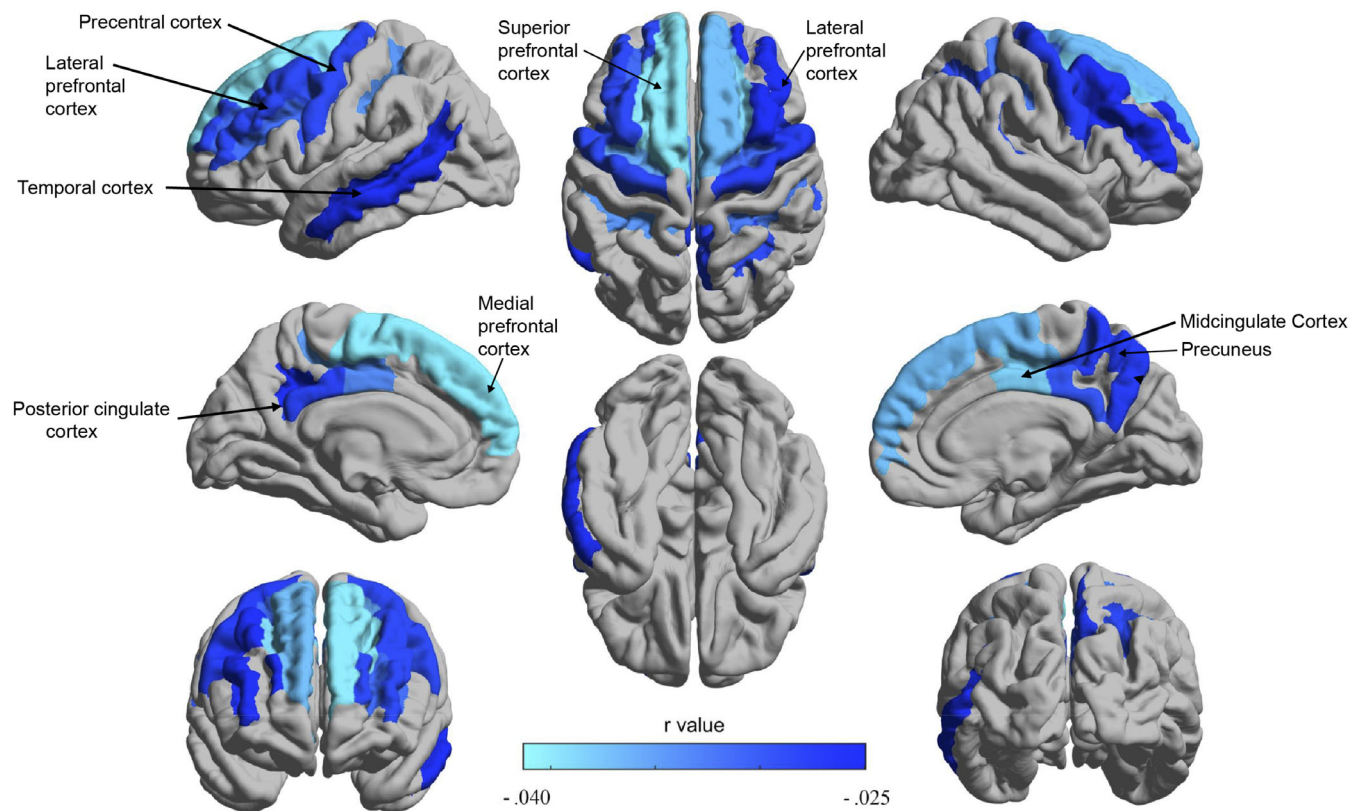 Precentral cortex
Lateral
prefrontal
cortex
Temporal cortex
Superior
prefrontal
cortex
Lateral
prefrontal
cortex
Medial
prefrontal
cortex
Posterior cingulate
cortex
Midcingulate Cortex
Precuneus
r value
-.040
-.025